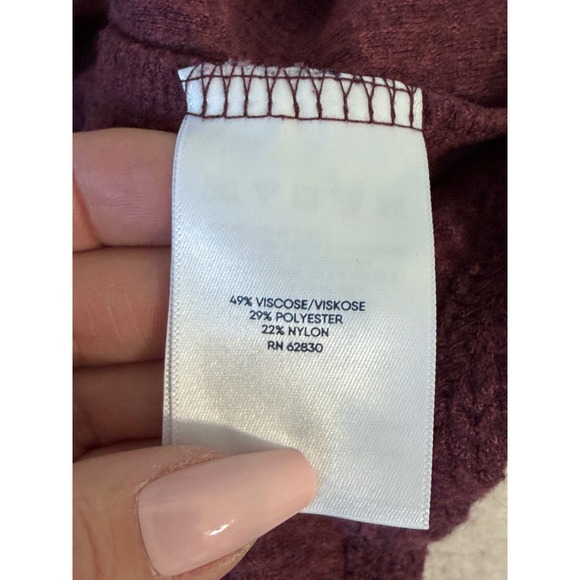 49% VISCOSE/VISKOSE
29% POLYESTER
22% NYLON
RN 62830